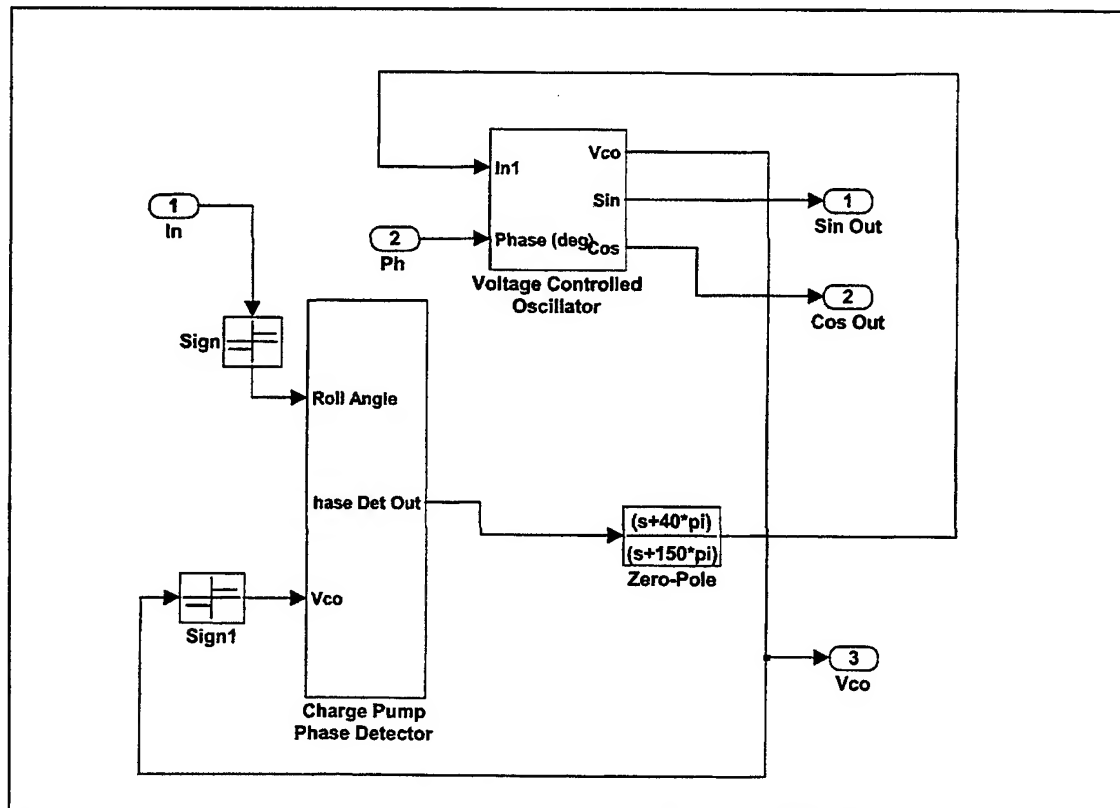 In1
Vco
Sin
Phase (deg)
Cos
Voltage Controlled
Oscillator
1
In
2
Ph
1
Sin Out
2
Cos Out
Sign
Roll Angle
hase Det Out
Vco
Charge Pump
Phase Detector
Sign1
(s+40*pi)
(s+150*pi)
Zero-Pole
3
Vco